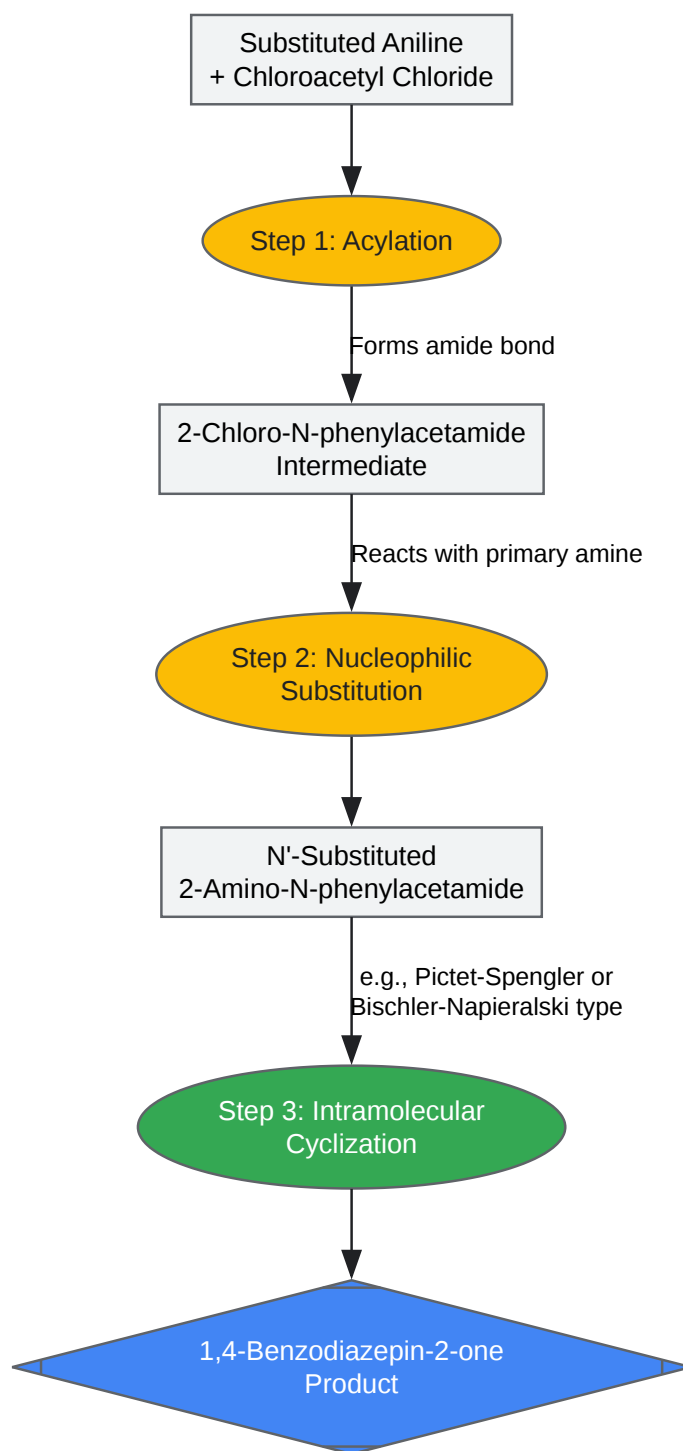 Substituted Aniline
+ Chloroacetyl Chloride
Step 1: Acylation
Forms amide bond
2-Chloro-N-phenylacetamide
Intermediate
Reacts with primary amine
Step 2: Nucleophilic
Substitution
N'-Substituted
2-Amino-N-phenylacetamide
e.g., Pictet-Spengler or
Bischler-Napieralski type
Step 3: Intramolecular
Cyclization
1,4-Benzodiazepin-2-one
Product